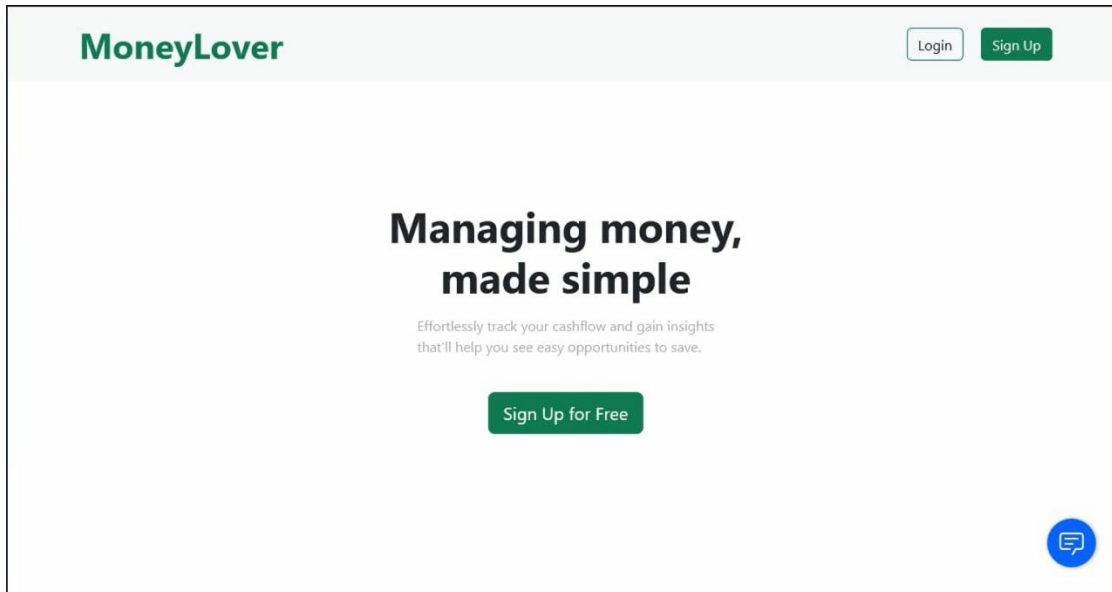 MoneyLover
Login
Sign Up
Managing money,
made simple
Effortlessly track your cashflow and gain insights
that'll help you see easy opportunities to save.
Sign Up for Free